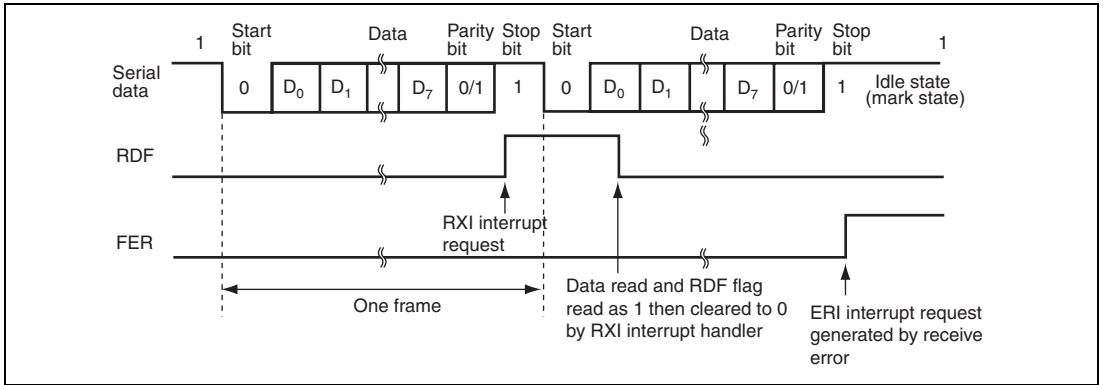 1 Start bit Data Parity bit Stop bit Start bit Data Parity bit Stop bit 1
Serial data 0 D0 D1 D7 0/1 1 0 D0 D1 D7 0/1 1 Idle state (mark state)
RDF
RXI interrupt request
FER
One frame
Data read and RDF flag
read as 1 then cleared to 0
by RXI interrupt handler
ERI interrupt request
generated by receive
error